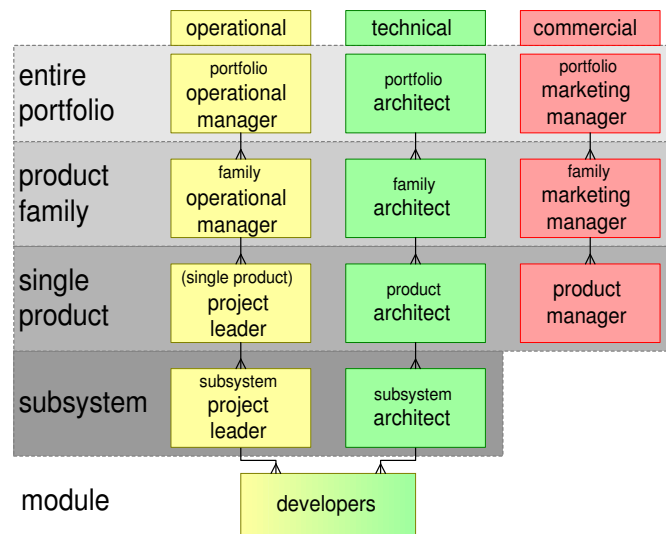 operational
technical
commercial
entire
portfolio
portfolio
operational
manager
portfolio
architect
portfolio
marketing
manager
product
family
family
operational
manager
family
architect
family
marketing
manager
single
product
(single product)
project
leader
product
architect
product
manager
subsystem
subsystem
project
leader
subsystem
architect
module
developers